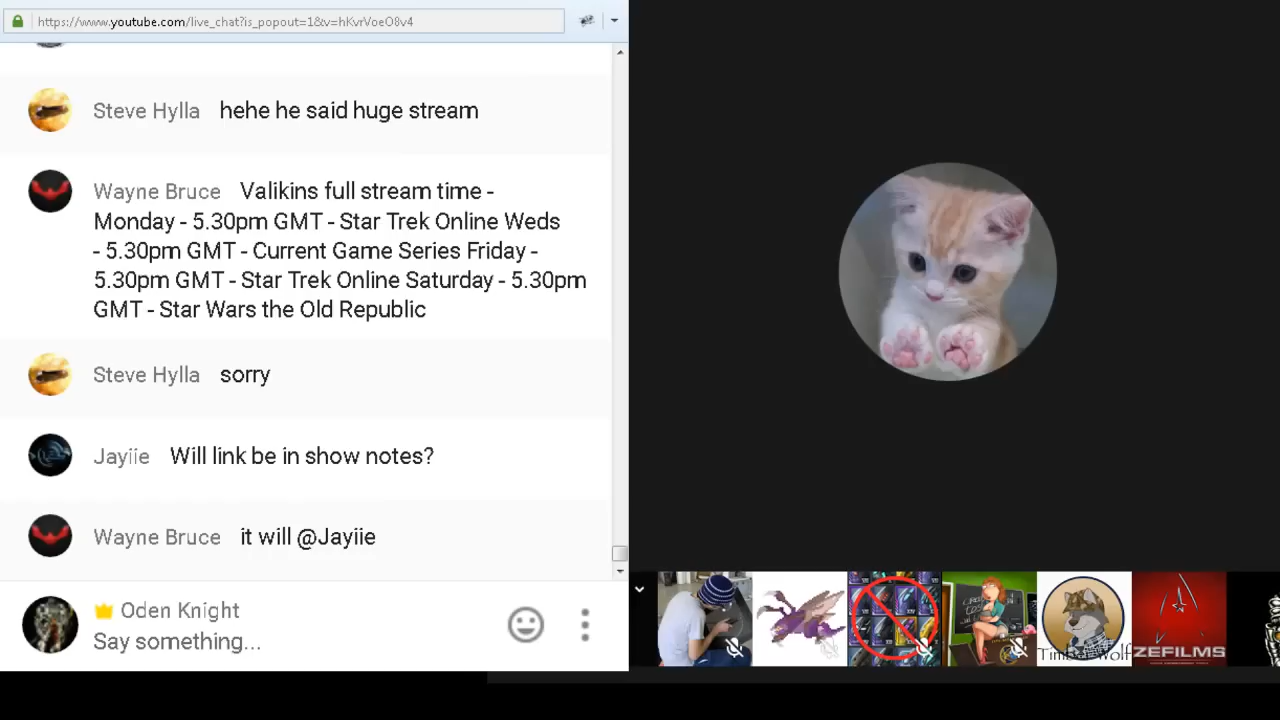 https://www.youtube.com/live_chat?is_popout=1&v=hKvrVoeO8v4
Steve Hylla hehe he said huge stream
Wayne Bruce Valikins full stream time -
Monday - 5.30pm GMT - Star Trek Online Weds
- 5.30pm GMT - Current Game Series Friday -
5.30pm GMT - Star Trek Online Saturday - 5.30pm
GMT - Star Wars the Old Republic
Steve Hylla sorry
Jayiie Will link be in show notes?
Wayne Bruce it will @Jayiie
Oden Knight
Say something...
ZEFILMS